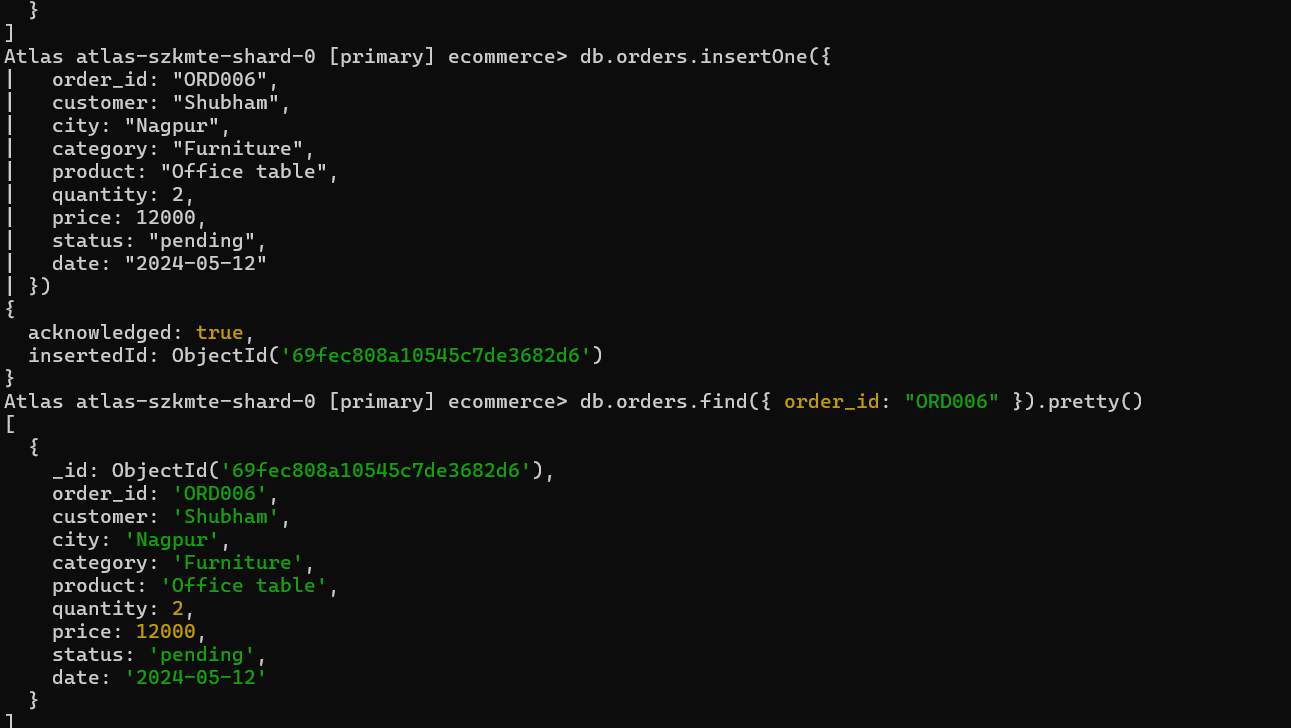 }
]
Atlas atlas-szkmte-shard-0 [primary] ecommerce> db.orders.insertOne({
|   order_id: "ORD006",
|   customer: "Shubham",
|   city: "Nagpur",
|   category: "Furniture",
|   product: "Office table",
|   quantity: 2,
|   price: 12000,
|   status: "pending",
|   date: "2024-05-12"
| })
{
  acknowledged: true,
  insertedId: ObjectId('69fec808a10545c7de3682d6')
}
Atlas atlas-szkmte-shard-0 [primary] ecommerce> db.orders.find({ order_id: "ORD006" }).pretty()
[
  {
    _id: ObjectId('69fec808a10545c7de3682d6'),
    order_id: 'ORD006',
    customer: 'Shubham',
    city: 'Nagpur',
    category: 'Furniture',
    product: 'Office table',
    quantity: 2,
    price: 12000,
    status: 'pending',
    date: '2024-05-12'
  }
]